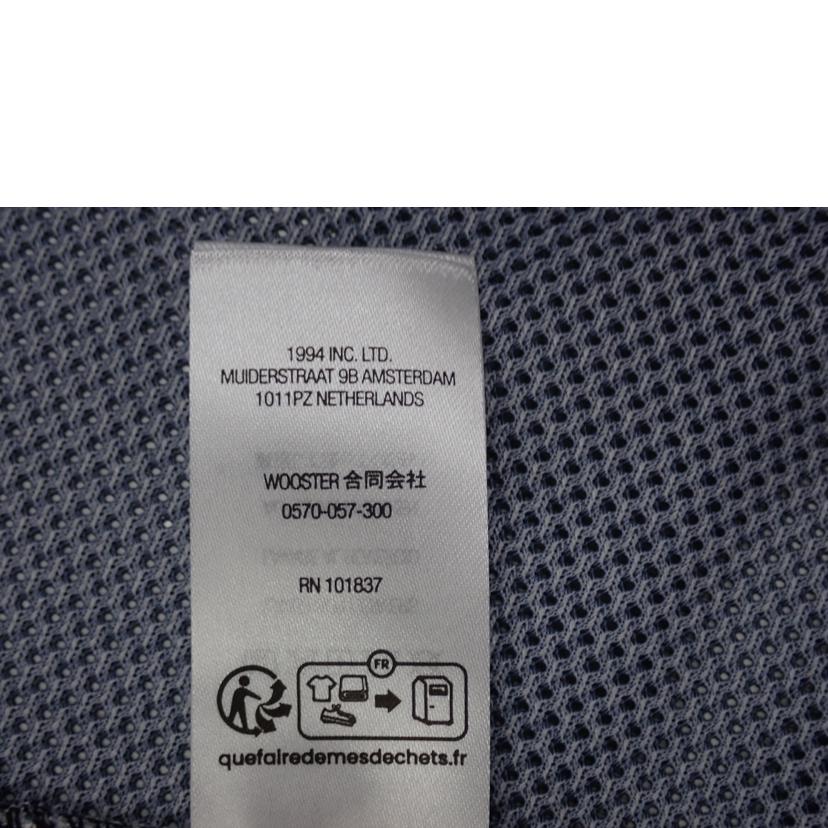 1994 INC. LTD.
MUIDERSTRAAT 9B AMSTERDAM
1011PZ NETHERLANDS
WOOSTER 合同会社
0570-057-300
RN 101837
FR
quefairedemesdechets.fr